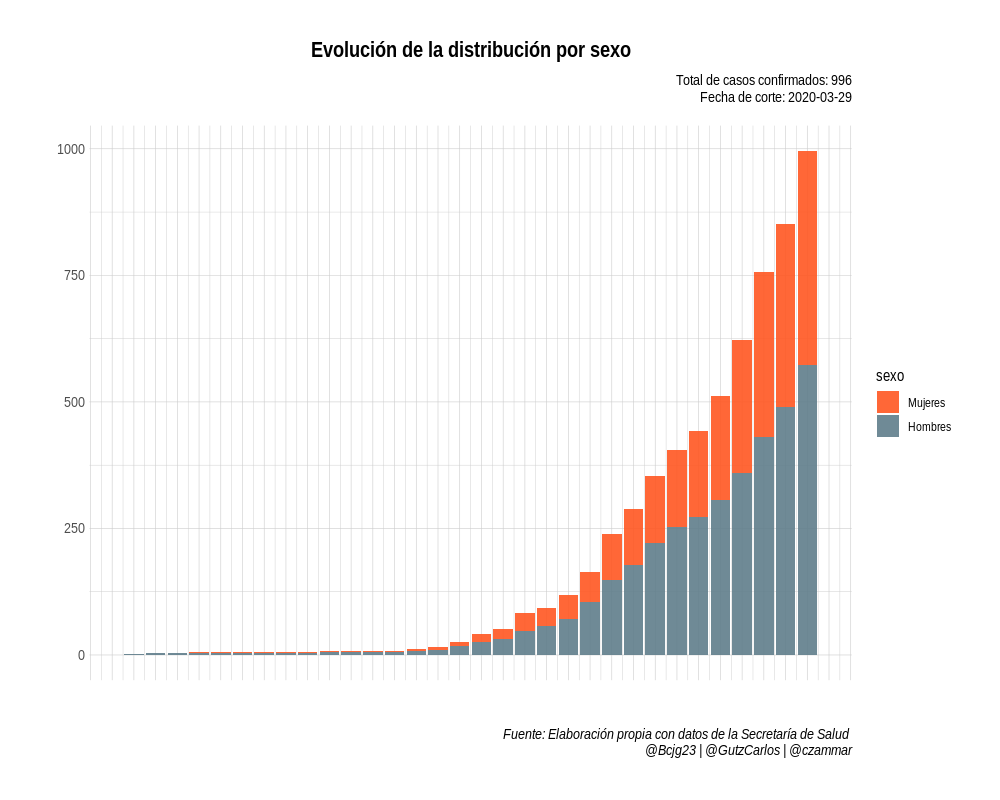 Evolución de la distribución por sexo
Total de casos confirmados: 996
Fecha de corte: 2020-03-29
1000
750
500
250
0
sexo
Mujeres
Hombres
Fuente: Elaboración propia con datos de la Secretaría de Salud
@Bcjg23 | @GutzCarlos | @czammar